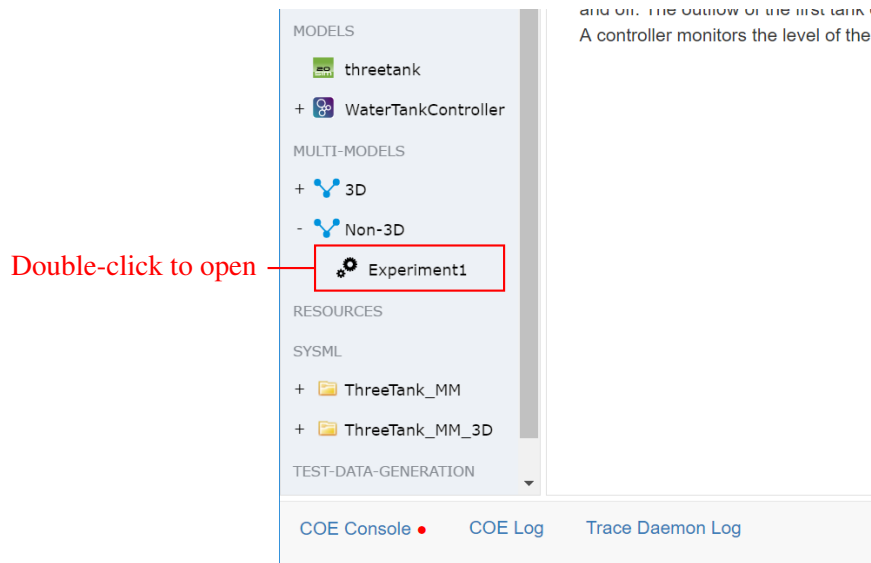 and off. The outflow of the first tank
A controller monitors the level of the
MODELS
threetank
+ WaterTankController
MULTI-MODELS
+ 3D
- Non-3D
Double-click to open
Experiment1
RESOURCES
SYSML
+ ThreeTank_MM
+ ThreeTank_MM_3D
TEST-DATA-GENERATION
COE Console
COE Log
Trace Daemon Log